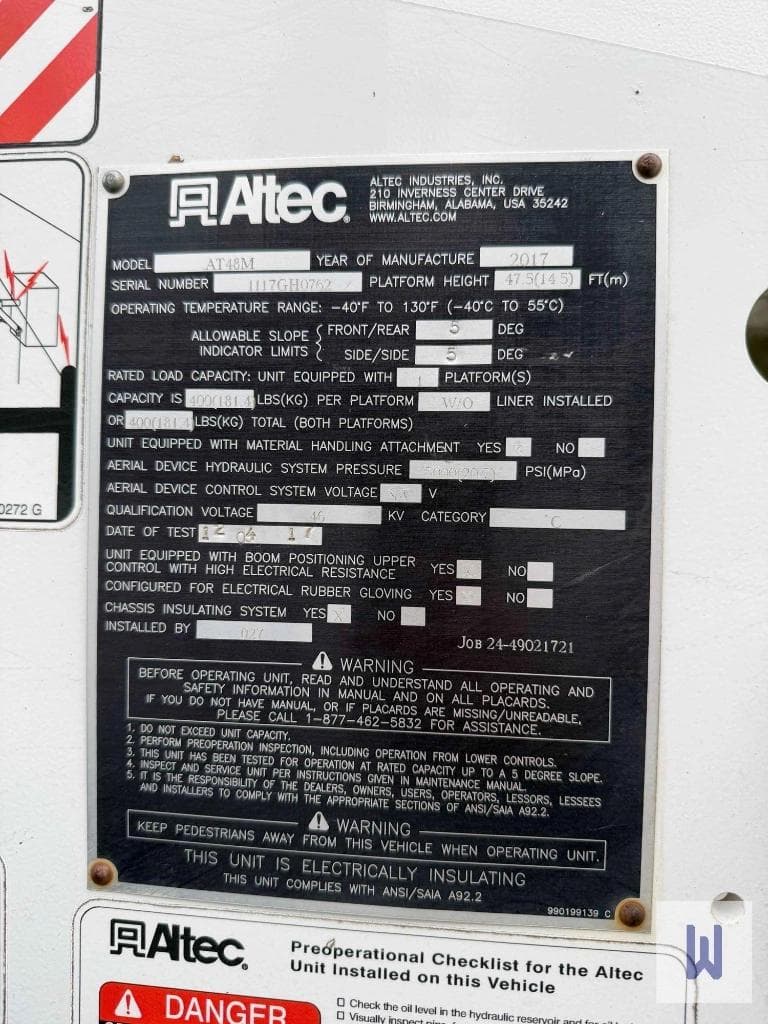 0272 G
Altec
ALTEC INDUSTRIES, INC.
210 INVERNESS CENTER DRIVE
BIRMINGHAM, ALABAMA, USA 35242
WWW.ALTEC.COM
MODEL AT48M YEAR OF MANUFACTURE 2017
SERIAL NUMBER 1117GH0762 PLATFORM HEIGHT 47.5(14.5) FT(m)
OPERATING TEMPERATURE RANGE: -40°F TO 130°F (-40°C TO 55°C)
ALLOWABLE SLOPE INDICATOR LIMITS { FRONT/REAR 5 DEG
SIDE/SIDE 5 DEG
RATED LOAD CAPACITY: UNIT EQUIPPED WITH 1 PLATFORM(S)
CAPACITY IS 400(181.4) LBS(KG) PER PLATFORM W/O LINER INSTALLED
OR 400(181.4) LBS(KG) TOTAL (BOTH PLATFORMS)
UNIT EQUIPPED WITH MATERIAL HANDLING ATTACHMENT YES NO
AERIAL DEVICE HYDRAULIC SYSTEM PRESSURE PSI(MPa)
AERIAL DEVICE CONTROL SYSTEM VOLTAGE V
QUALIFICATION VOLTAGE 46 KV CATEGORY C
DATE OF TEST 12 04 17
UNIT EQUIPPED WITH BOOM POSITIONING UPPER
CONTROL WITH HIGH ELECTRICAL RESISTANCE YES NO
CONFIGURED FOR ELECTRICAL RUBBER GLOVING YES NO
CHASSIS INSULATING SYSTEM YES X NO
INSTALLED BY 027
JOB 24-49021721
WARNING
BEFORE OPERATING UNIT, READ AND UNDERSTAND ALL OPERATING AND
SAFETY INFORMATION IN MANUAL AND ON ALL PLACARDS.
IF YOU DO NOT HAVE MANUAL, OR IF PLACARDS ARE MISSING/UNREADABLE,
PLEASE CALL 1-877-462-5832 FOR ASSISTANCE.
1. DO NOT EXCEED UNIT CAPACITY.
2. PERFORM PREOPERATION INSPECTION, INCLUDING OPERATION FROM LOWER CONTROLS.
3. THIS UNIT HAS BEEN TESTED FOR OPERATION AT RATED CAPACITY UP TO A 5 DEGREE SLOPE.
4. INSPECT AND SERVICE UNIT PER INSTRUCTIONS GIVEN IN MAINTENANCE MANUAL.
5. IT IS THE RESPONSIBILITY OF THE DEALERS, OWNERS, USERS, OPERATORS, LESSORS, LESSEES
AND INSTALLERS TO COMPLY WITH THE APPROPRIATE SECTIONS OF ANSI/SAIA A92.2.
WARNING
KEEP PEDESTRIANS AWAY FROM THIS VEHICLE WHEN OPERATING UNIT.
THIS UNIT IS ELECTRICALLY INSULATING
THIS UNIT COMPLIES WITH ANSI/SAIA A92.2
990199139 C
Altec
Preoperational Checklist for the Altec
Unit Installed on this Vehicle
DANGER
Check the oil level in the hydraulic reservoir and
Visually inspect
W